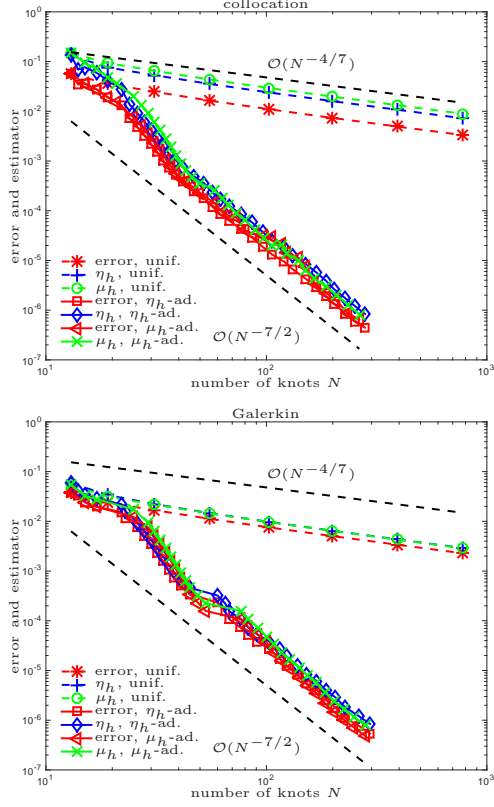 collocation
10^0
10^-1
10^-2
10^-3
10^-4
10^-5
10^-6
10^-7
error and estimator
O(N^{-4/7})
O(N^{-7/2})
error, unif.
η_h, unif.
μ_h, unif.
error, η_h-ad.
η_h, η_h-ad.
error, μ_h-ad.
μ_h, μ_h-ad.
10^1
10^2
10^3
number of knots N
Galerkin
10^0
10^-1
10^-2
10^-3
10^-4
10^-5
10^-6
10^-7
error and estimator
O(N^{-4/7})
O(N^{-7/2})
error, unif.
η_h, unif.
μ_h, unif.
error, η_h-ad.
η_h, η_h-ad.
error, μ_h-ad.
μ_h, μ_h-ad.
10^1
10^2
10^3
number of knots N